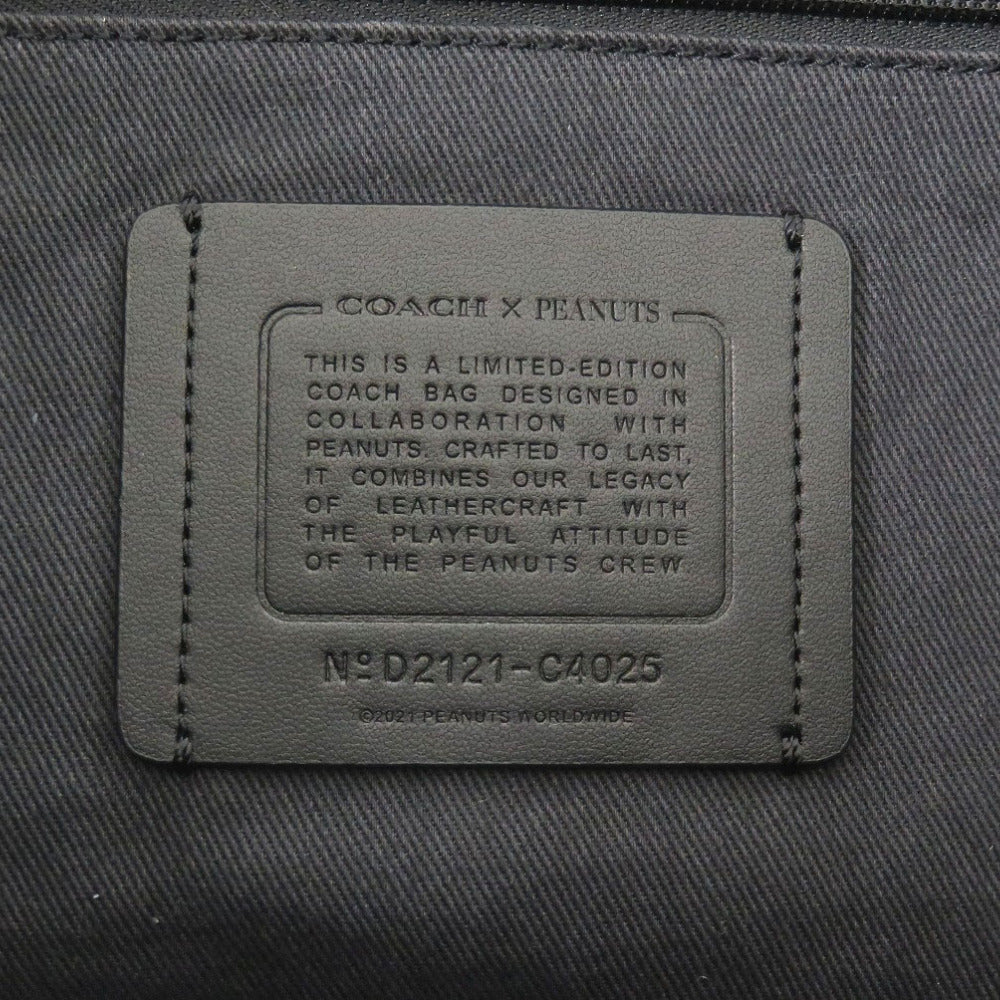 COACH X PEANUTS
THIS IS A LIMITED-EDITION
COACH BAG DESIGNED IN
COLLABORATION WITH
PEANUTS. CRAFTED TO LAST,
IT COMBINES OUR LEGACY
OF LEATHERCRAFT WITH
THE PLAYFUL ATTITUDE
OF THE PEANUTS CREW
Nº D2121-C4025
©2021 PEANUTS WORLDWIDE